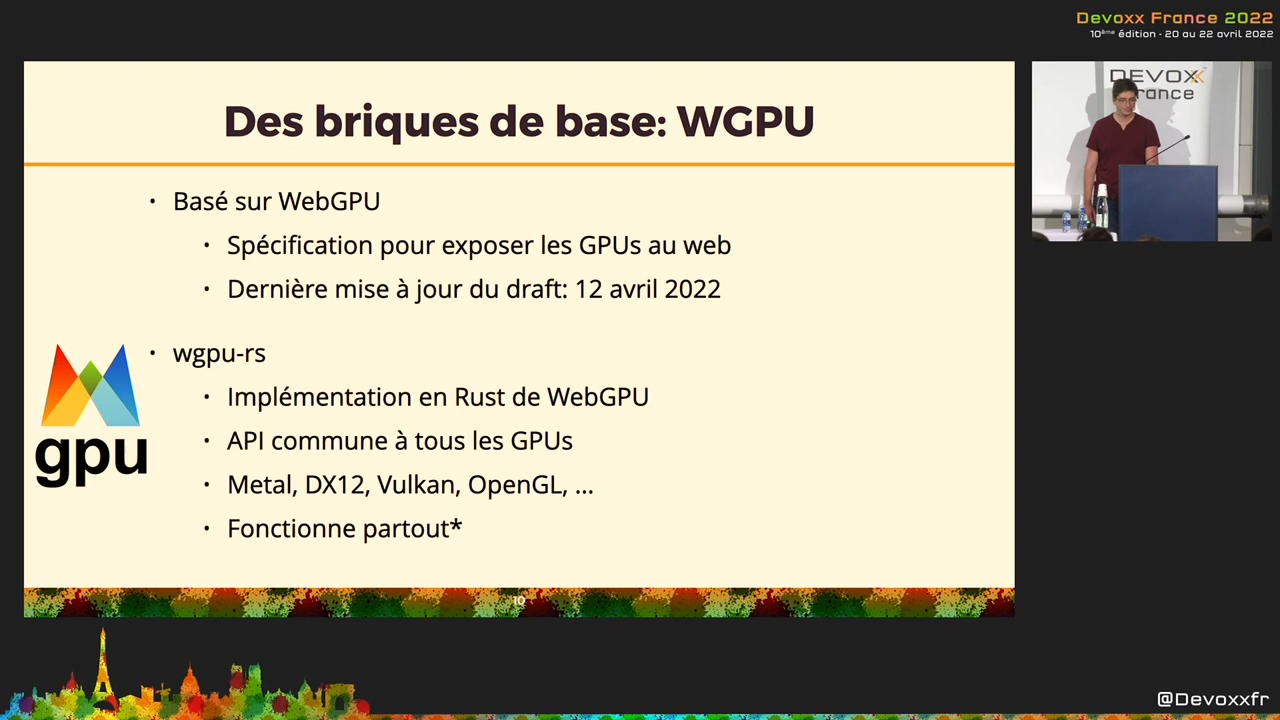 Devoxx France 2022
10ème édition - 20 au 22 avril 2022
DEVOXX
France
Des briques de base: WGPU
• Basé sur WebGPU
• Spécification pour exposer les GPUs au web
• Dernière mise à jour du draft: 12 avril 2022
• wgpu-rs
• Implémentation en Rust de WebGPU
• API commune à tous les GPUs
• Metal, DX12, Vulkan, OpenGL, ...
• Fonctionne partout*
gpu
10
@Devoxxfr